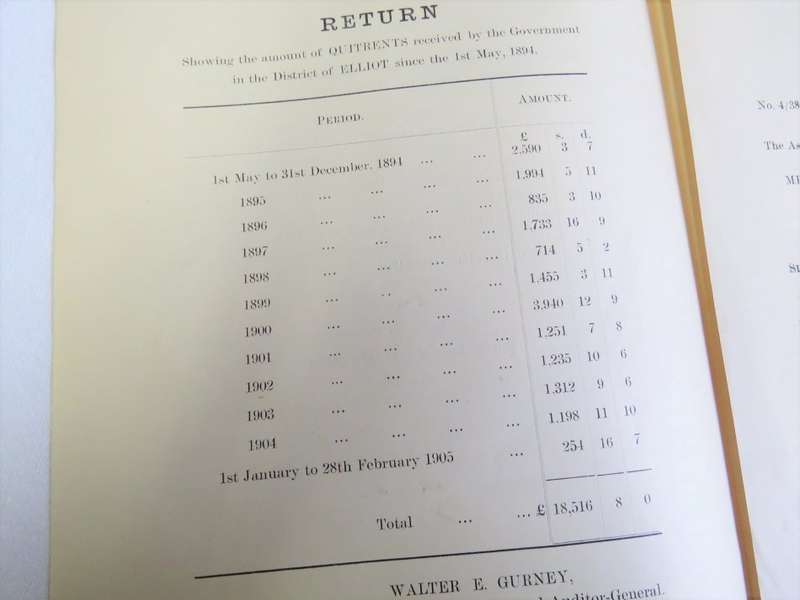 RETURN
Showing the amount of QUITRENTS received by the Government
in the District of ELLIOT since the 1st May, 1894.
PERIOD. AMOUNT.
£ s. d.
1st May to 31st December, 1894 ... ... 2,590 3 7
1895 ... ... ... ... 1,994 5 11
1896 ... ... ... ... 835 3 10
1897 ... ... ... ... 1,733 16 9
1898 ... ... ... ... 714 5 2
1899 ... ... ... ... 1,455 3 11
1900 ... ... ... ... 3,940 12 9
1901 ... ... ... ... 1,251 7 8
1902 ... ... ... ... 1,235 10 6
1903 ... ... ... ... 1,312 9 6
1904 ... ... ... ... 1,198 11 10
1st January to 28th February 1905 ... 254 16 7
Total ... ... £ 18,516 8 0
WALTER E. GURNEY,
Auditor-General.
No. 4/38
The As